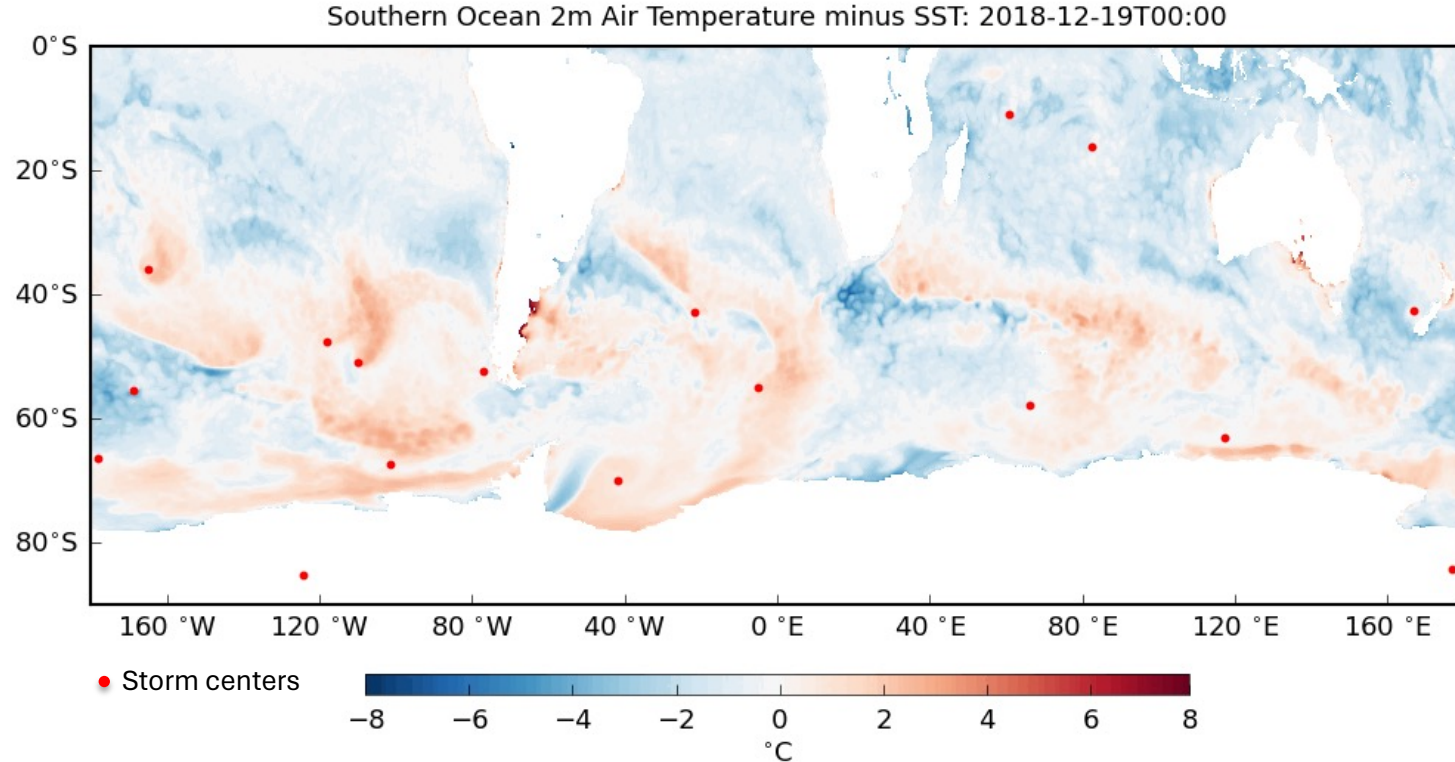 Southern Ocean 2m Air Temperature minus SST: 2018-12-19T00:00
0°S
20°S
40°S
60°S
80°S
160 °W 120 °W 80 °W 40 °W 0 °E 40 °E 80 °E 120 °E 160 °E
Storm centers
−8 −6 −4 −2 0 2 4 6 8
°C